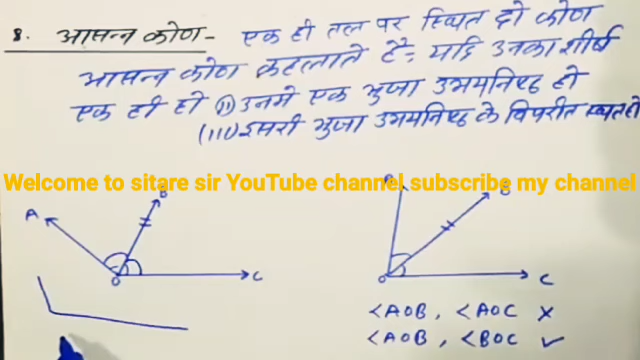 8. आसन्न कोण - एक ही तल पर स्थित दो कोण
आसन्न कोण कहलाते है, यदि उनका शीर्ष
एक ही हो (ii) उनमे एक भुजा उभयनिष्ठ हो
(iii) दूसरी भुजा उभयनिष्ठ के विपरीत स्थित हो
Welcome to sitare sir YouTube channel subscribe my channel
A B
O C
A B
O C
<AOB, <AOC ×
<AOB, <BOC ✓